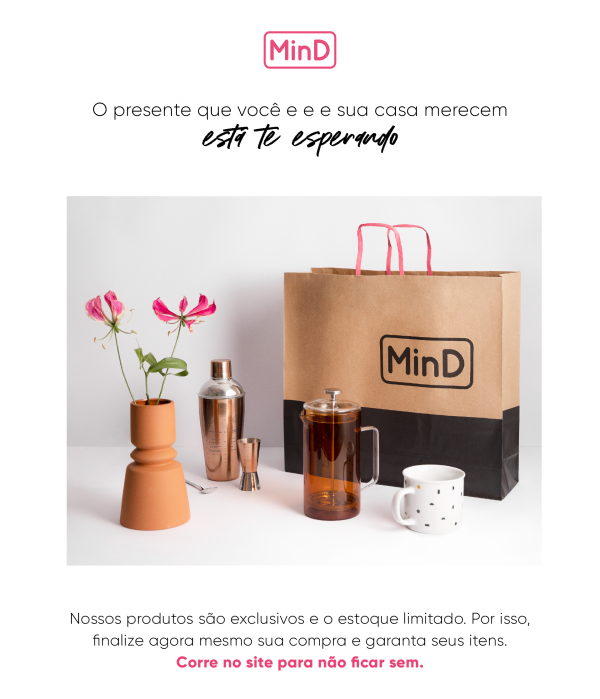 MinD
O presente que você e e e sua casa merecem
está te esperando
MinD
Nossos produtos são exclusivos e o estoque limitado. Por isso,
finalize agora mesmo sua compra e garanta seus itens.
Corre no site para não ficar sem.